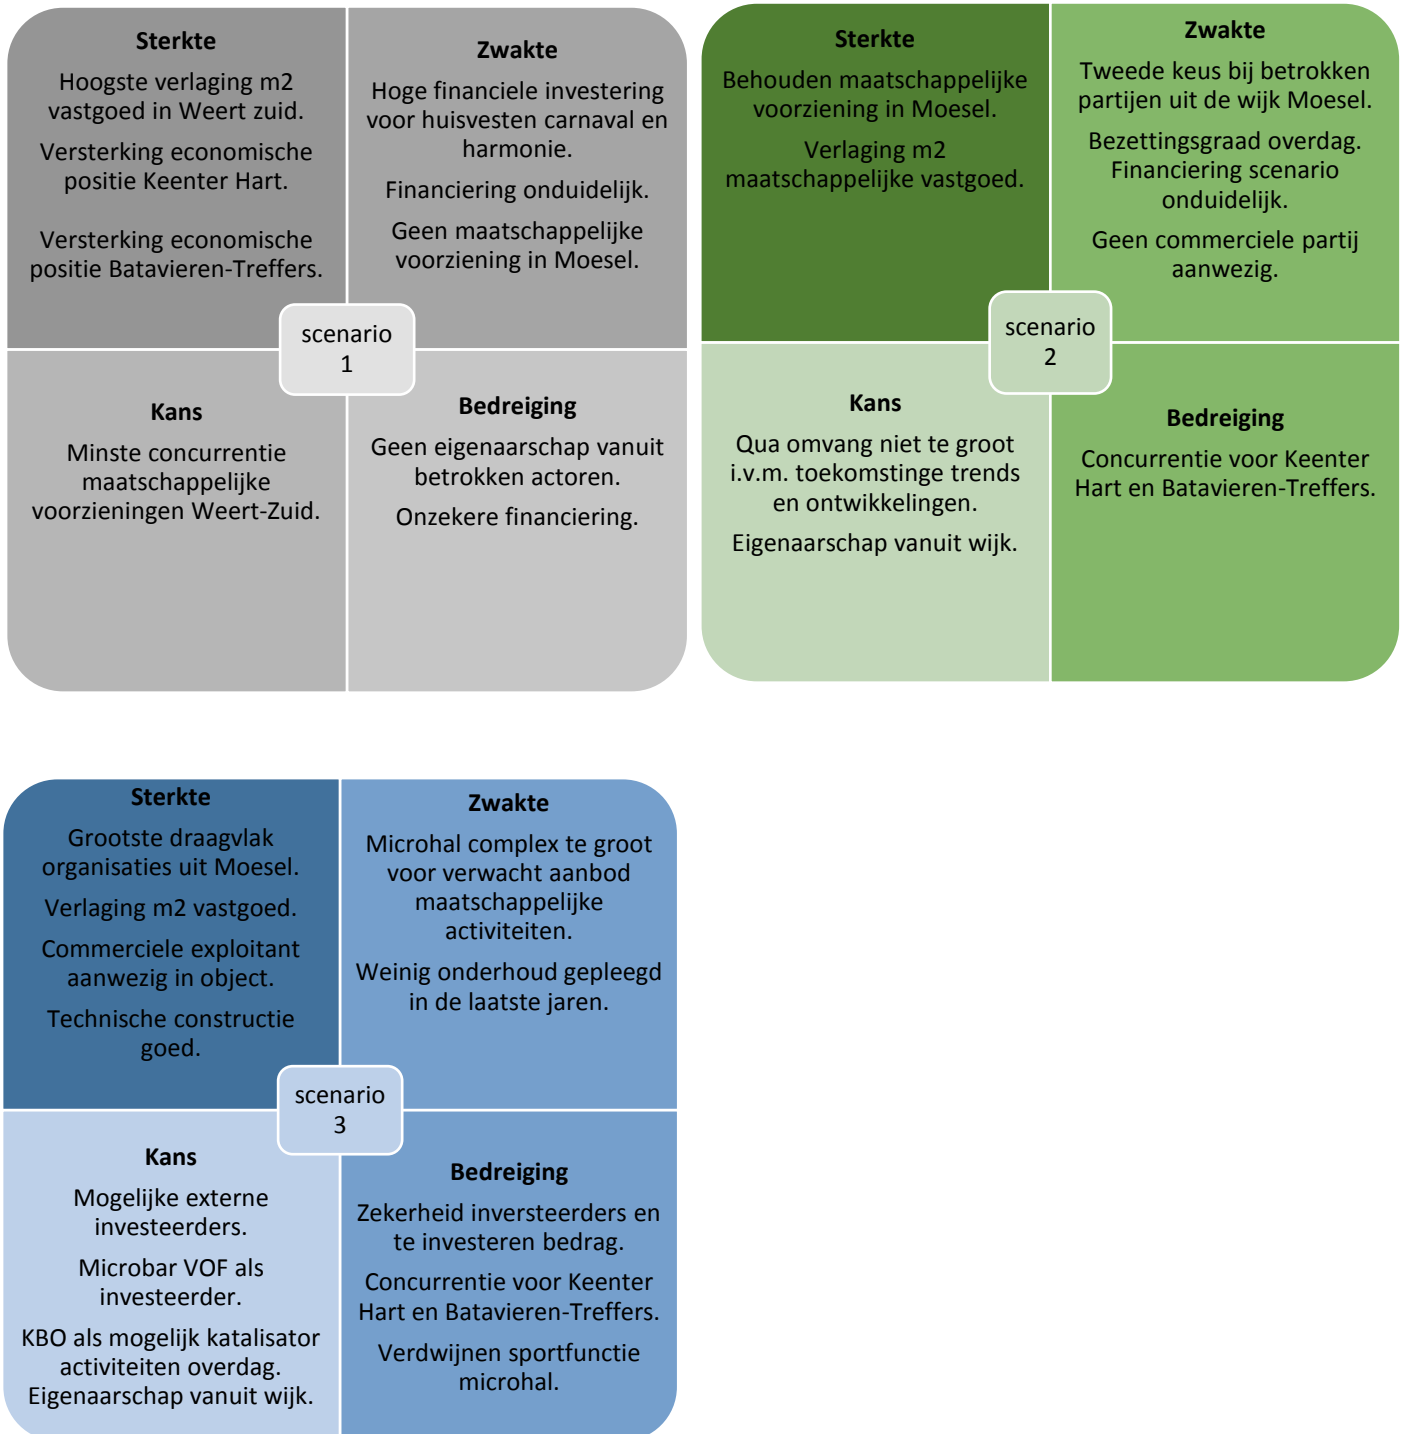 Sterkte
Hoogste verlaging m2
vastgoed in Weert zuid.
Versterking economische
positie Keenter Hart.
Versterking economische
positie Batavieren-Treffers.
Zwakte
Hoge financiele investering
voor huisvesten carnaval en
harmonie.
Financiering onduidelijk.
Geen maatschappelijke
voorziening in Moesel.
scenario
1
Kans
Minste concurrentie
maatschappelijke
voorzieningen Weert-Zuid.
Bedreiging
Geen eigenaarschap vanuit
betrokken actoren.
Onzekere financiering.
Sterkte
Behouden maatschappelijke
voorziening in Moesel.
Verlaging m2
maatschappelijke vastgoed.
Zwakte
Tweede keus bij betrokken
partijen uit de wijk Moesel.
Bezettingsgraad overdag.
Financiering scenario
onduidelijk.
Geen commerciele partij
aanwezig.
scenario
2
Kans
Qua omvang niet te groot
i.v.m. toekomstinge trends
en ontwikkelingen.
Eigenaarschap vanuit wijk.
Bedreiging
Concurrentie voor Keenter
Hart en Batavieren-Treffers.
Sterkte
Grootste draagvlak
organisaties uit Moesel.
Verlaging m2 vastgoed.
Commerciele exploitant
aanwezig in object.
Technische constructie
goed.
Zwakte
Microhal complex te groot
voor verwacht aanbod
maatschappelijke
activiteiten.
Weinig onderhoud gepleegd
in de laatste jaren.
scenario
3
Kans
Mogelijke externe
investeerders.
Microbar VOF als
investeerder.
KBO als mogelijk katalisator
activiteiten overdag.
Eigenaarschap vanuit wijk.
Bedreiging
Zekerheid inversteerders en
te investeren bedrag.
Concurrentie voor Keenter
Hart en Batavieren-Treffers.
Verdwijnen sportfunctie
microhal.